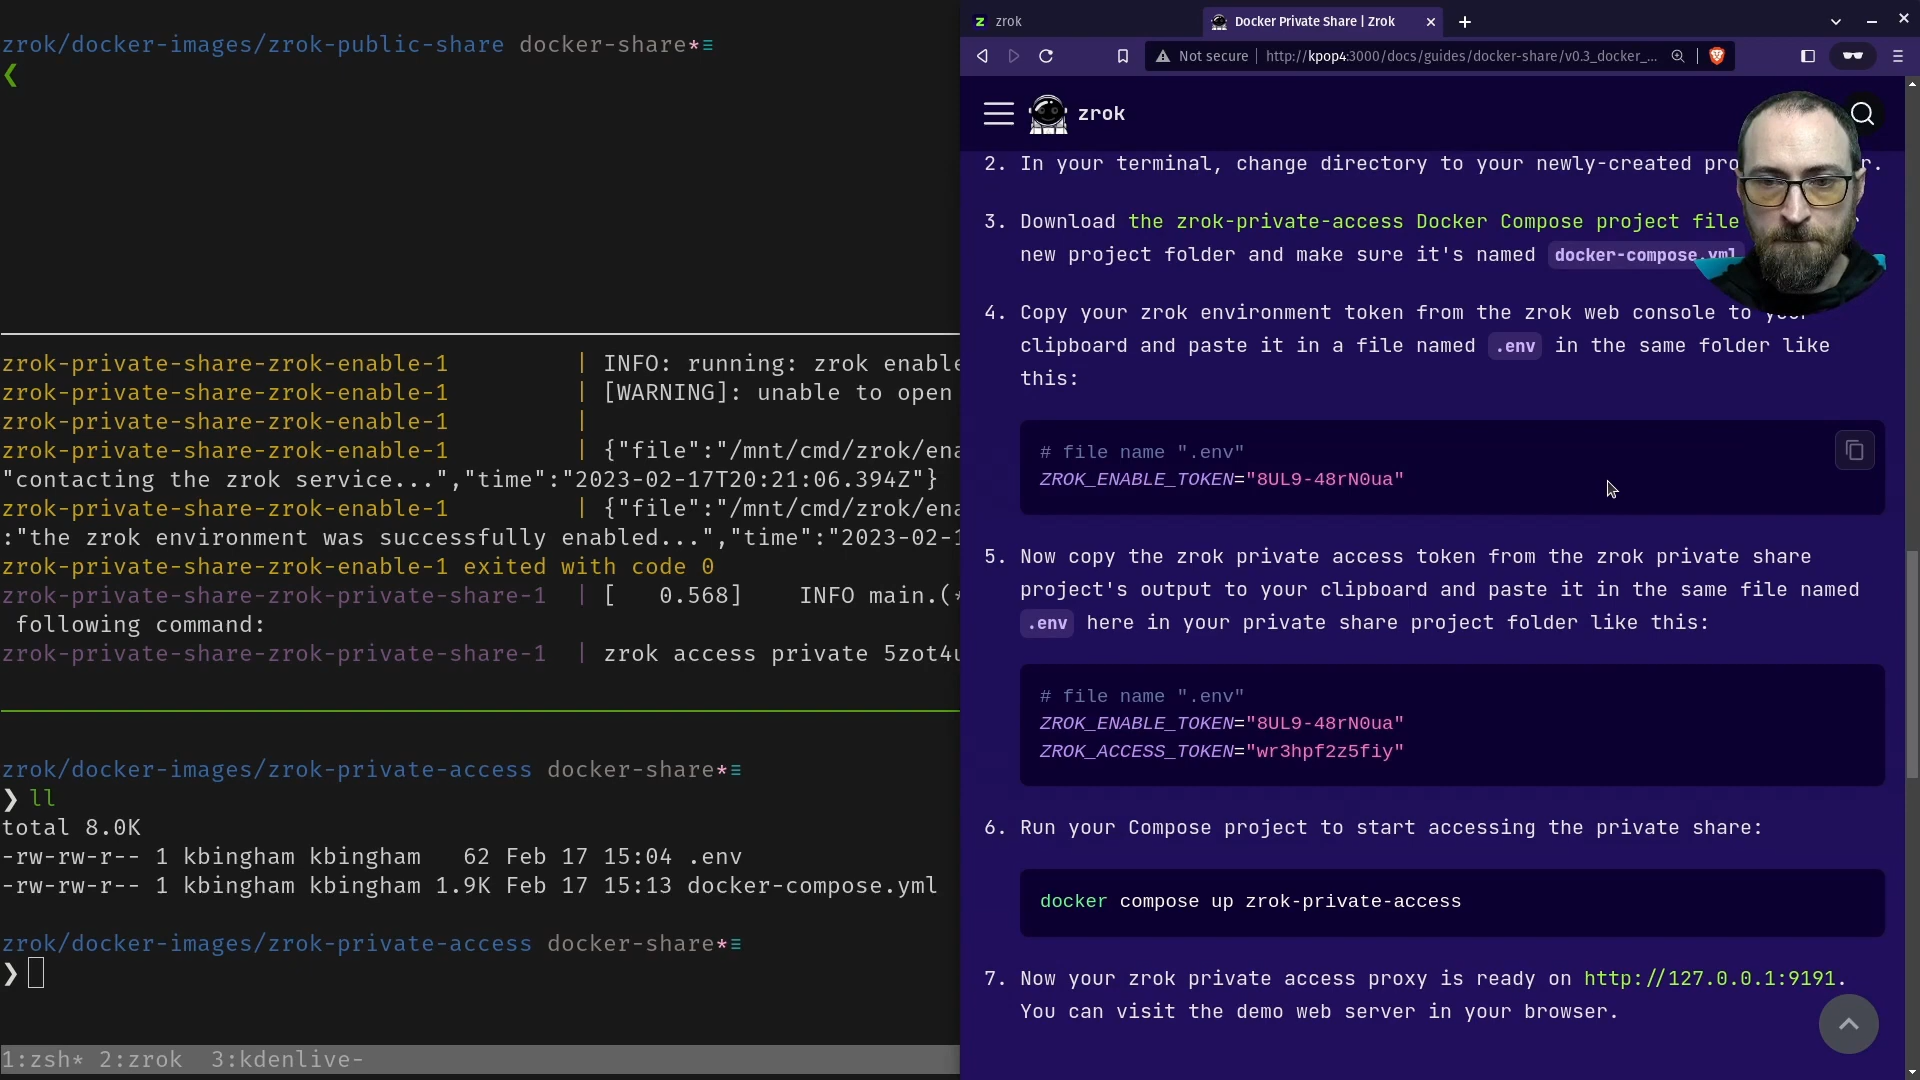 zrok/docker-images/zrok-public-share docker-share*≡
❮
zrok-private-share-zrok-enable-1 | INFO: running: zrok enable
zrok-private-share-zrok-enable-1 | [WARNING]: unable to open
zrok-private-share-zrok-enable-1 |
zrok-private-share-zrok-enable-1 | {"file":"/mnt/cmd/zrok/ena
"contacting the zrok service...","time":"2023-02-17T20:21:06.394Z"}
zrok-private-share-zrok-enable-1 | {"file":"/mnt/cmd/zrok/ena
:"the zrok environment was successfully enabled...","time":"2023-02-1
zrok-private-share-zrok-enable-1 exited with code 0
zrok-private-share-zrok-private-share-1 | [ 0.568] INFO main.(*
following command:
zrok-private-share-zrok-private-share-1 | zrok access private 5zot4u
zrok/docker-images/zrok-private-access docker-share*≡
❯ ll
total 8.0K
-rw-rw-r-- 1 kbingham kbingham 62 Feb 17 15:04 .env
-rw-rw-r-- 1 kbingham kbingham 1.9K Feb 17 15:13 docker-compose.yml
zrok/docker-images/zrok-private-access docker-share*≡
❯
1:zsh* 2:zrok 3:kdenlive-
zrok
Docker Private Share | Zrok
Not secure http://kpop4:3000/docs/guides/docker-share/v0.3_docker_...
zrok
2. In your terminal, change directory to your newly-created pro r.
3. Download the zrok-private-access Docker Compose project file
new project folder and make sure it's named docker-compose.yml
4. Copy your zrok environment token from the zrok web console to your
clipboard and paste it in a file named .env in the same folder like
this:
# file name ".env"
ZROK_ENABLE_TOKEN="8UL9-48rN0ua"
5. Now copy the zrok private access token from the zrok private share
project's output to your clipboard and paste it in the same file named
.env here in your private share project folder like this:
# file name ".env"
ZROK_ENABLE_TOKEN="8UL9-48rN0ua"
ZROK_ACCESS_TOKEN="wr3hpf2z5fiy"
6. Run your Compose project to start accessing the private share:
docker compose up zrok-private-access
7. Now your zrok private access proxy is ready on http://127.0.0.1:9191.
You can visit the demo web server in your browser.